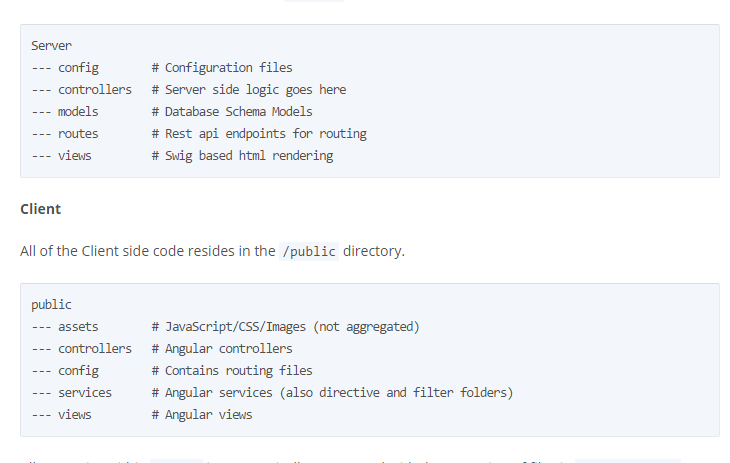 Server
--- config # Configuration files
--- controllers # Server side logic goes here
--- models # Database Schema Models
--- routes # Rest api endpoints for routing
--- views # Swig based html rendering
Client
All of the Client side code resides in the /public directory.
public
--- assets # JavaScript/CSS/Images (not aggregated)
--- controllers # Angular controllers
--- config # Contains routing files
--- services # Angular services (also directive and filter folders)
--- views # Angular views